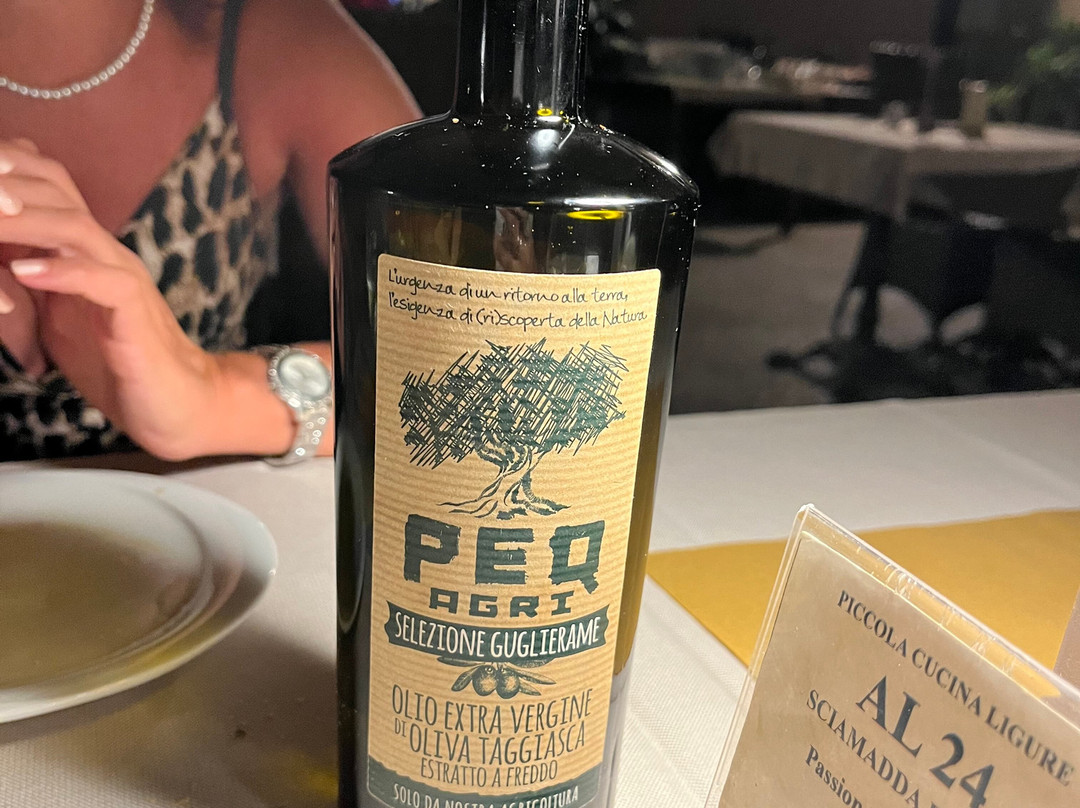 L'urgenza di un ritorno alla terra,
l'esigenza di (ri)scoperta della Natura
PEQ
AGRI
SELEZIONE GUGLIERAME
OLIO EXTRA VERGINE
DI OLIVA TAGGIASCA
ESTRATTO A FREDDO
SOLO DA NOSTRA AGRICOLTURA
PICCOLA CUCINA LIGURE
AL 24
SCIAMADDA